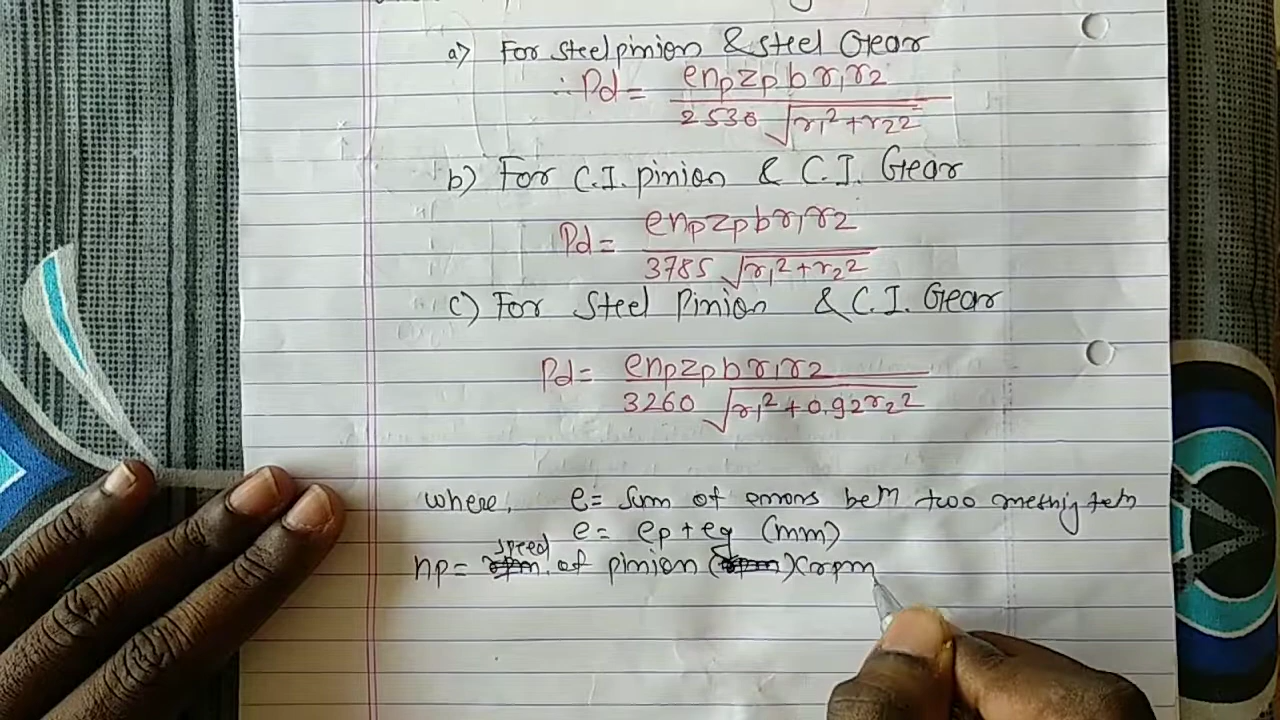 a) For steel pinion & steel Gear
∴ Pd = enpzpbr1r2 / 2530 √r1²+r2²
b) For C.I. pinion & C.I. Gear
Pd = enpzpbr1r2 / 3785 √r1²+r2²
c) For Steel Pinion & C.I. Gear
Pd = enpzpbr1r2 / 3260 √r1²+0.92r2²
where, e = sum of errors betn two meshing
e = ep + eg (mm)
np = speed of pinion (rpm